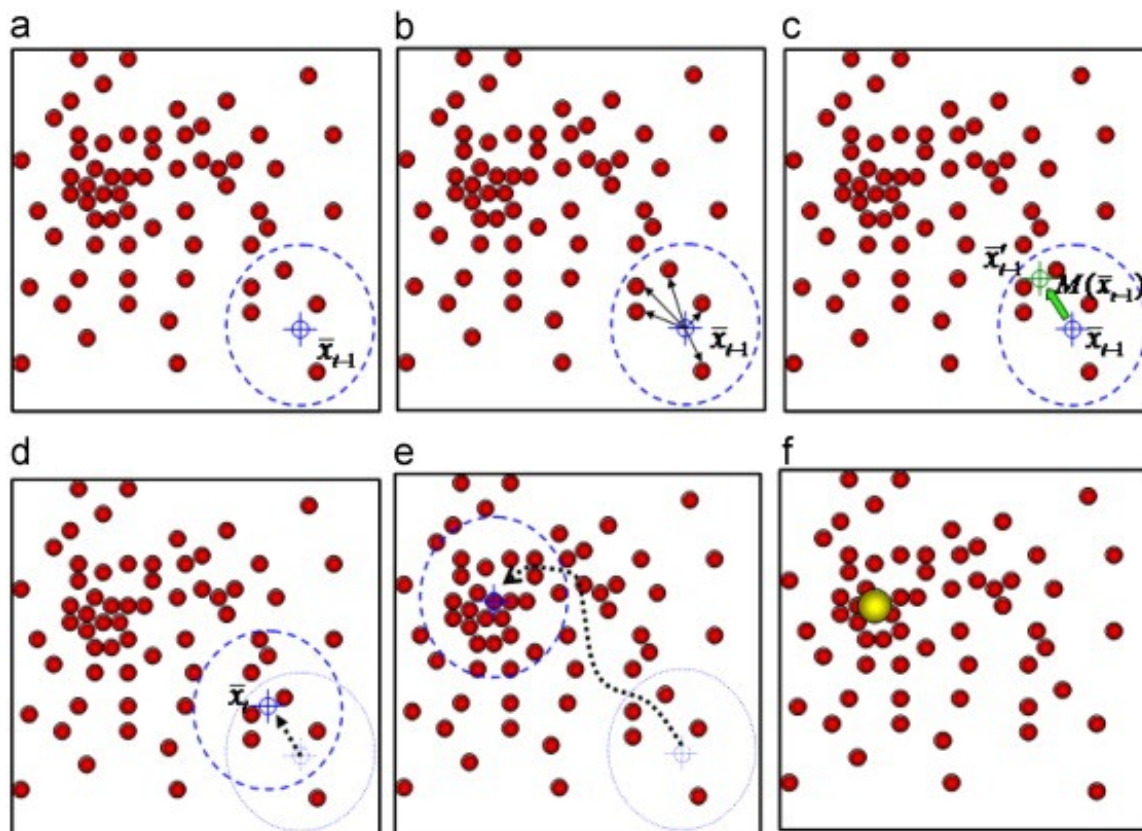 a b c
x̄ₜ₋₁
x̄ₜ₋₁
x̄′ₜ₋₁ M(x̄ₜ₋₁)
x̄ₜ₋₁
d e f
x̄ₜ